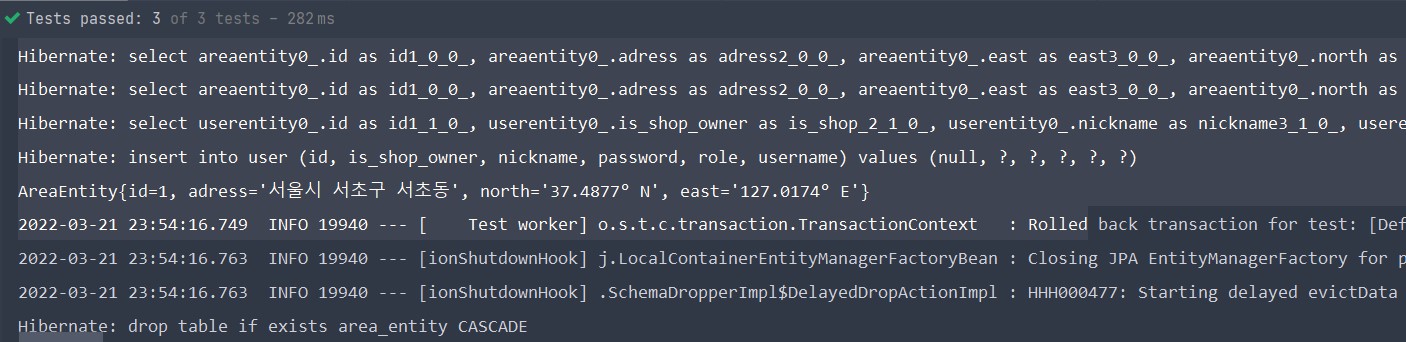 Tests passed: 3 of 3 tests – 282 ms
Hibernate: select areaentity0_.id as id1_0_0_, areaentity0_.adress as adress2_0_0_, areaentity0_.east as east3_0_0_, areaentity0_.north as
Hibernate: select areaentity0_.id as id1_0_0_, areaentity0_.adress as adress2_0_0_, areaentity0_.east as east3_0_0_, areaentity0_.north as
Hibernate: select userentity0_.id as id1_1_0_, userentity0_.is_shop_owner as is_shop_2_1_0_, userentity0_.nickname as nickname3_1_0_, usere
Hibernate: insert into user (id, is_shop_owner, nickname, password, role, username) values (null, ?, ?, ?, ?, ?)
AreaEntity{id=1, adress='서울시 서초구 서초동', north='37.4877° N', east='127.0174° E'}
2022-03-21 23:54:16.749  INFO 19940 --- [    Test worker] o.s.t.c.transaction.TransactionContext   : Rolled back transaction for test: [Def
2022-03-21 23:54:16.763  INFO 19940 --- [ionShutdownHook] j.LocalContainerEntityManagerFactoryBean : Closing JPA EntityManagerFactory for p
2022-03-21 23:54:16.763  INFO 19940 --- [ionShutdownHook] .SchemaDropperImpl$DelayedDropActionImpl : HHH000477: Starting delayed evictData
Hibernate: drop table if exists area_entity CASCADE